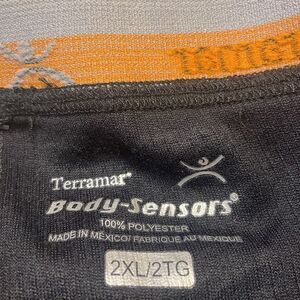 Terramar®
Body-Sensors®
100% POLYESTER
MADE IN MEXICO/FABRIQUE AU MEXIQUE
2XL/2TG